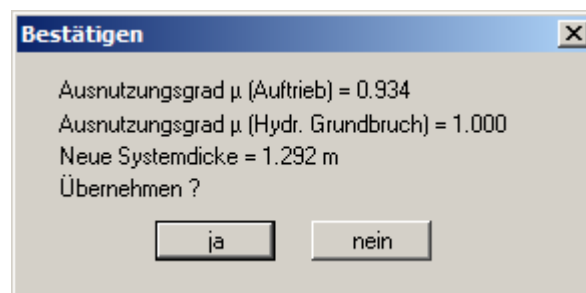 Bestätigen
Ausnutzungsgrad µ (Auftrieb) = 0.934
Ausnutzungsgrad µ (Hydr. Grundbruch) = 1.000
Neue Systemdicke = 1.292 m
Übernehmen ?
ja nein